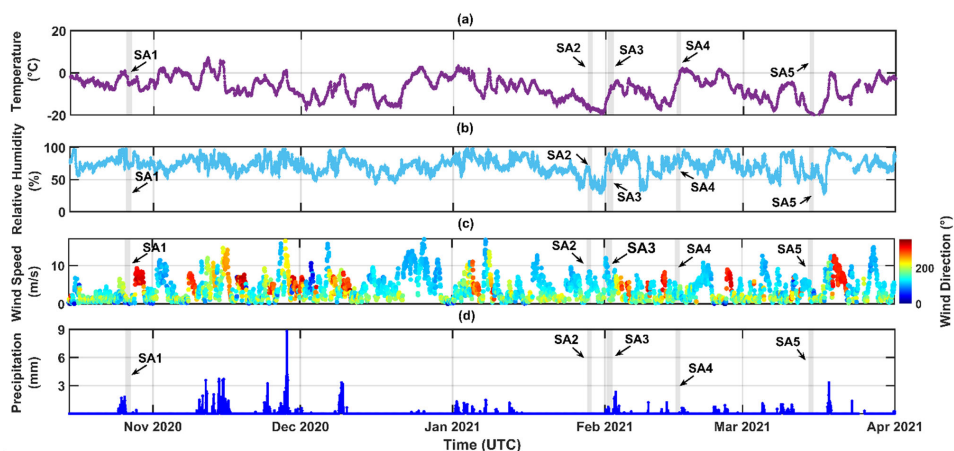 (a)
20
0
-20
Temperature
(°C)
SA1
SA2
SA3
SA4
SA5
(b)
100
50
0
Relative Humidity
(%)
SA1
SA2
SA3
SA4
SA5
(c)
10
0
Wind Speed
(m/s)
SA1
SA2
SA3
SA4
SA5
200
0
Wind Direction (°)
(d)
9
6
3
Precipitation
(mm)
SA1
SA2
SA3
SA4
SA5
Nov 2020
Dec 2020
Jan 2021
Feb 2021
Mar 2021
Apr 2021
Time (UTC)